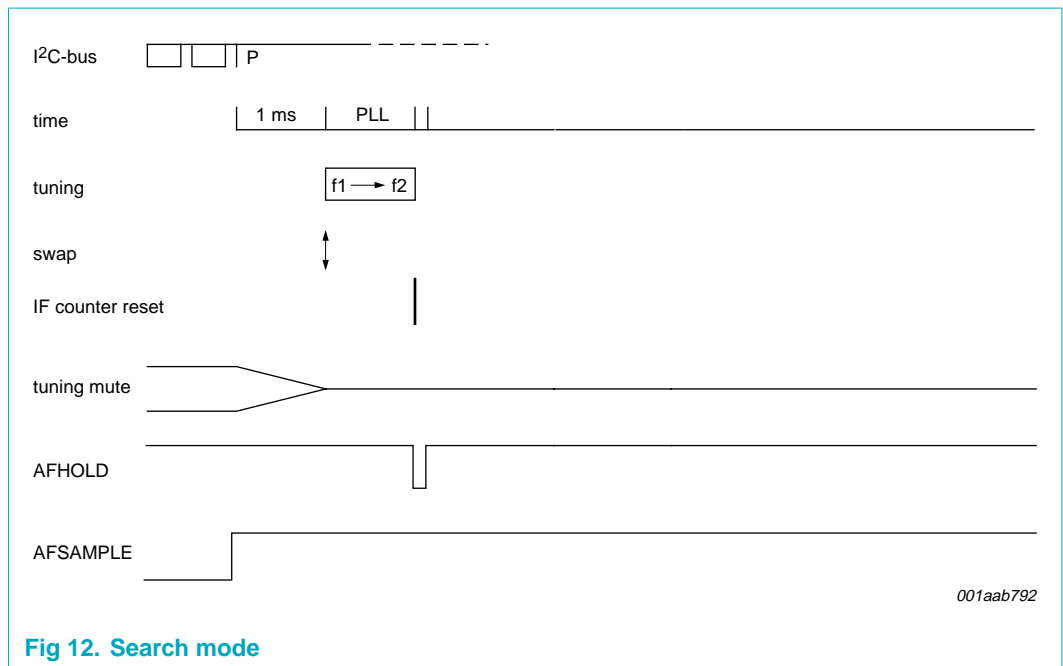 I²C-bus
P
time
1 ms
PLL
tuning
f1 → f2
swap
IF counter reset
tuning mute
AFHOLD
AFSAMPLE
001aab792
Fig 12. Search mode